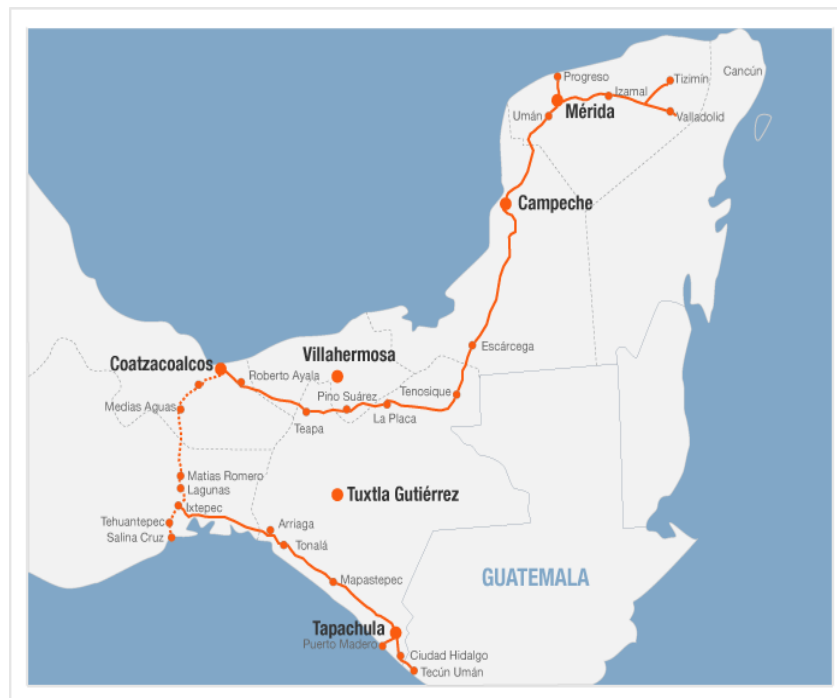 Progreso
Tizimín
Cancún
Izamal
Mérida
Umán
Valladolid
Campeche
Escárcega
Villahermosa
Coatzacoalcos
Roberto Ayala
Tenosique
Pino Suárez
Medias Aguas
La Placa
Teapa
Matias Romero
Lagunas
Tuxtla Gutiérrez
Ixtepec
Tehuantepec
Arriaga
Salina Cruz
Tonalá
Mapastepec
GUATEMALA
Tapachula
Puerto Madero
Ciudad Hidalgo
Tecún Umán